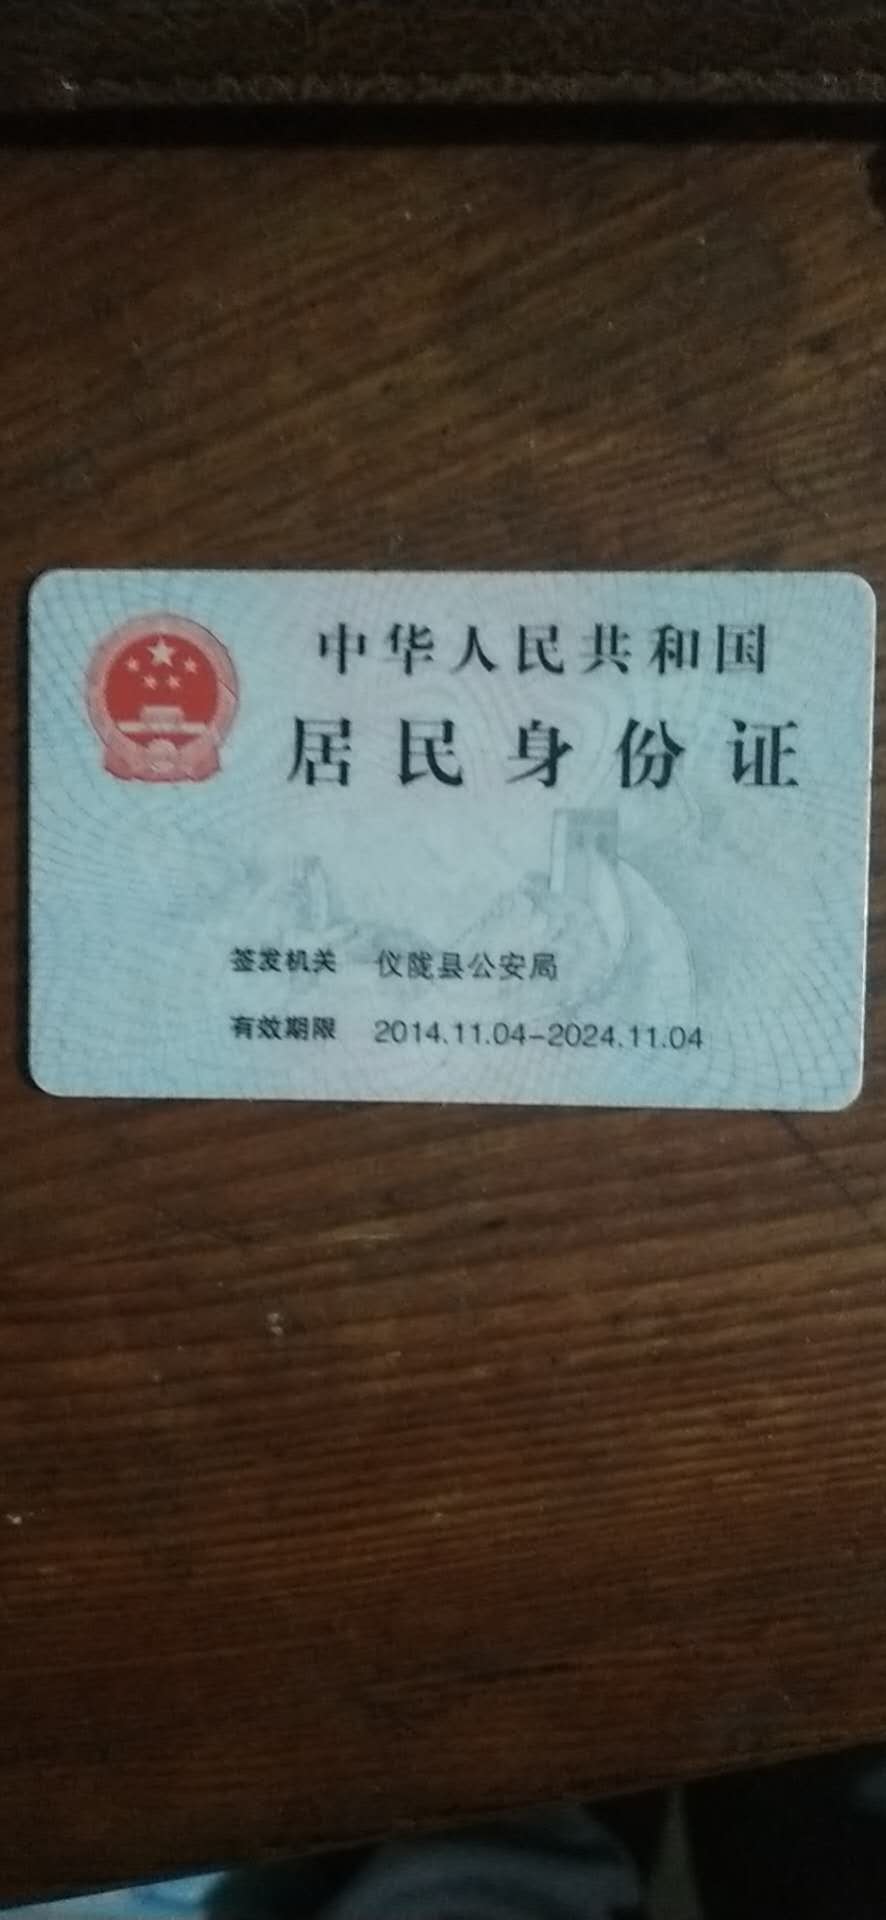 中华人民共和国
居民身份证
签发机关 仪陇县公安局
有效期限 2014.11.04-2024.11.04